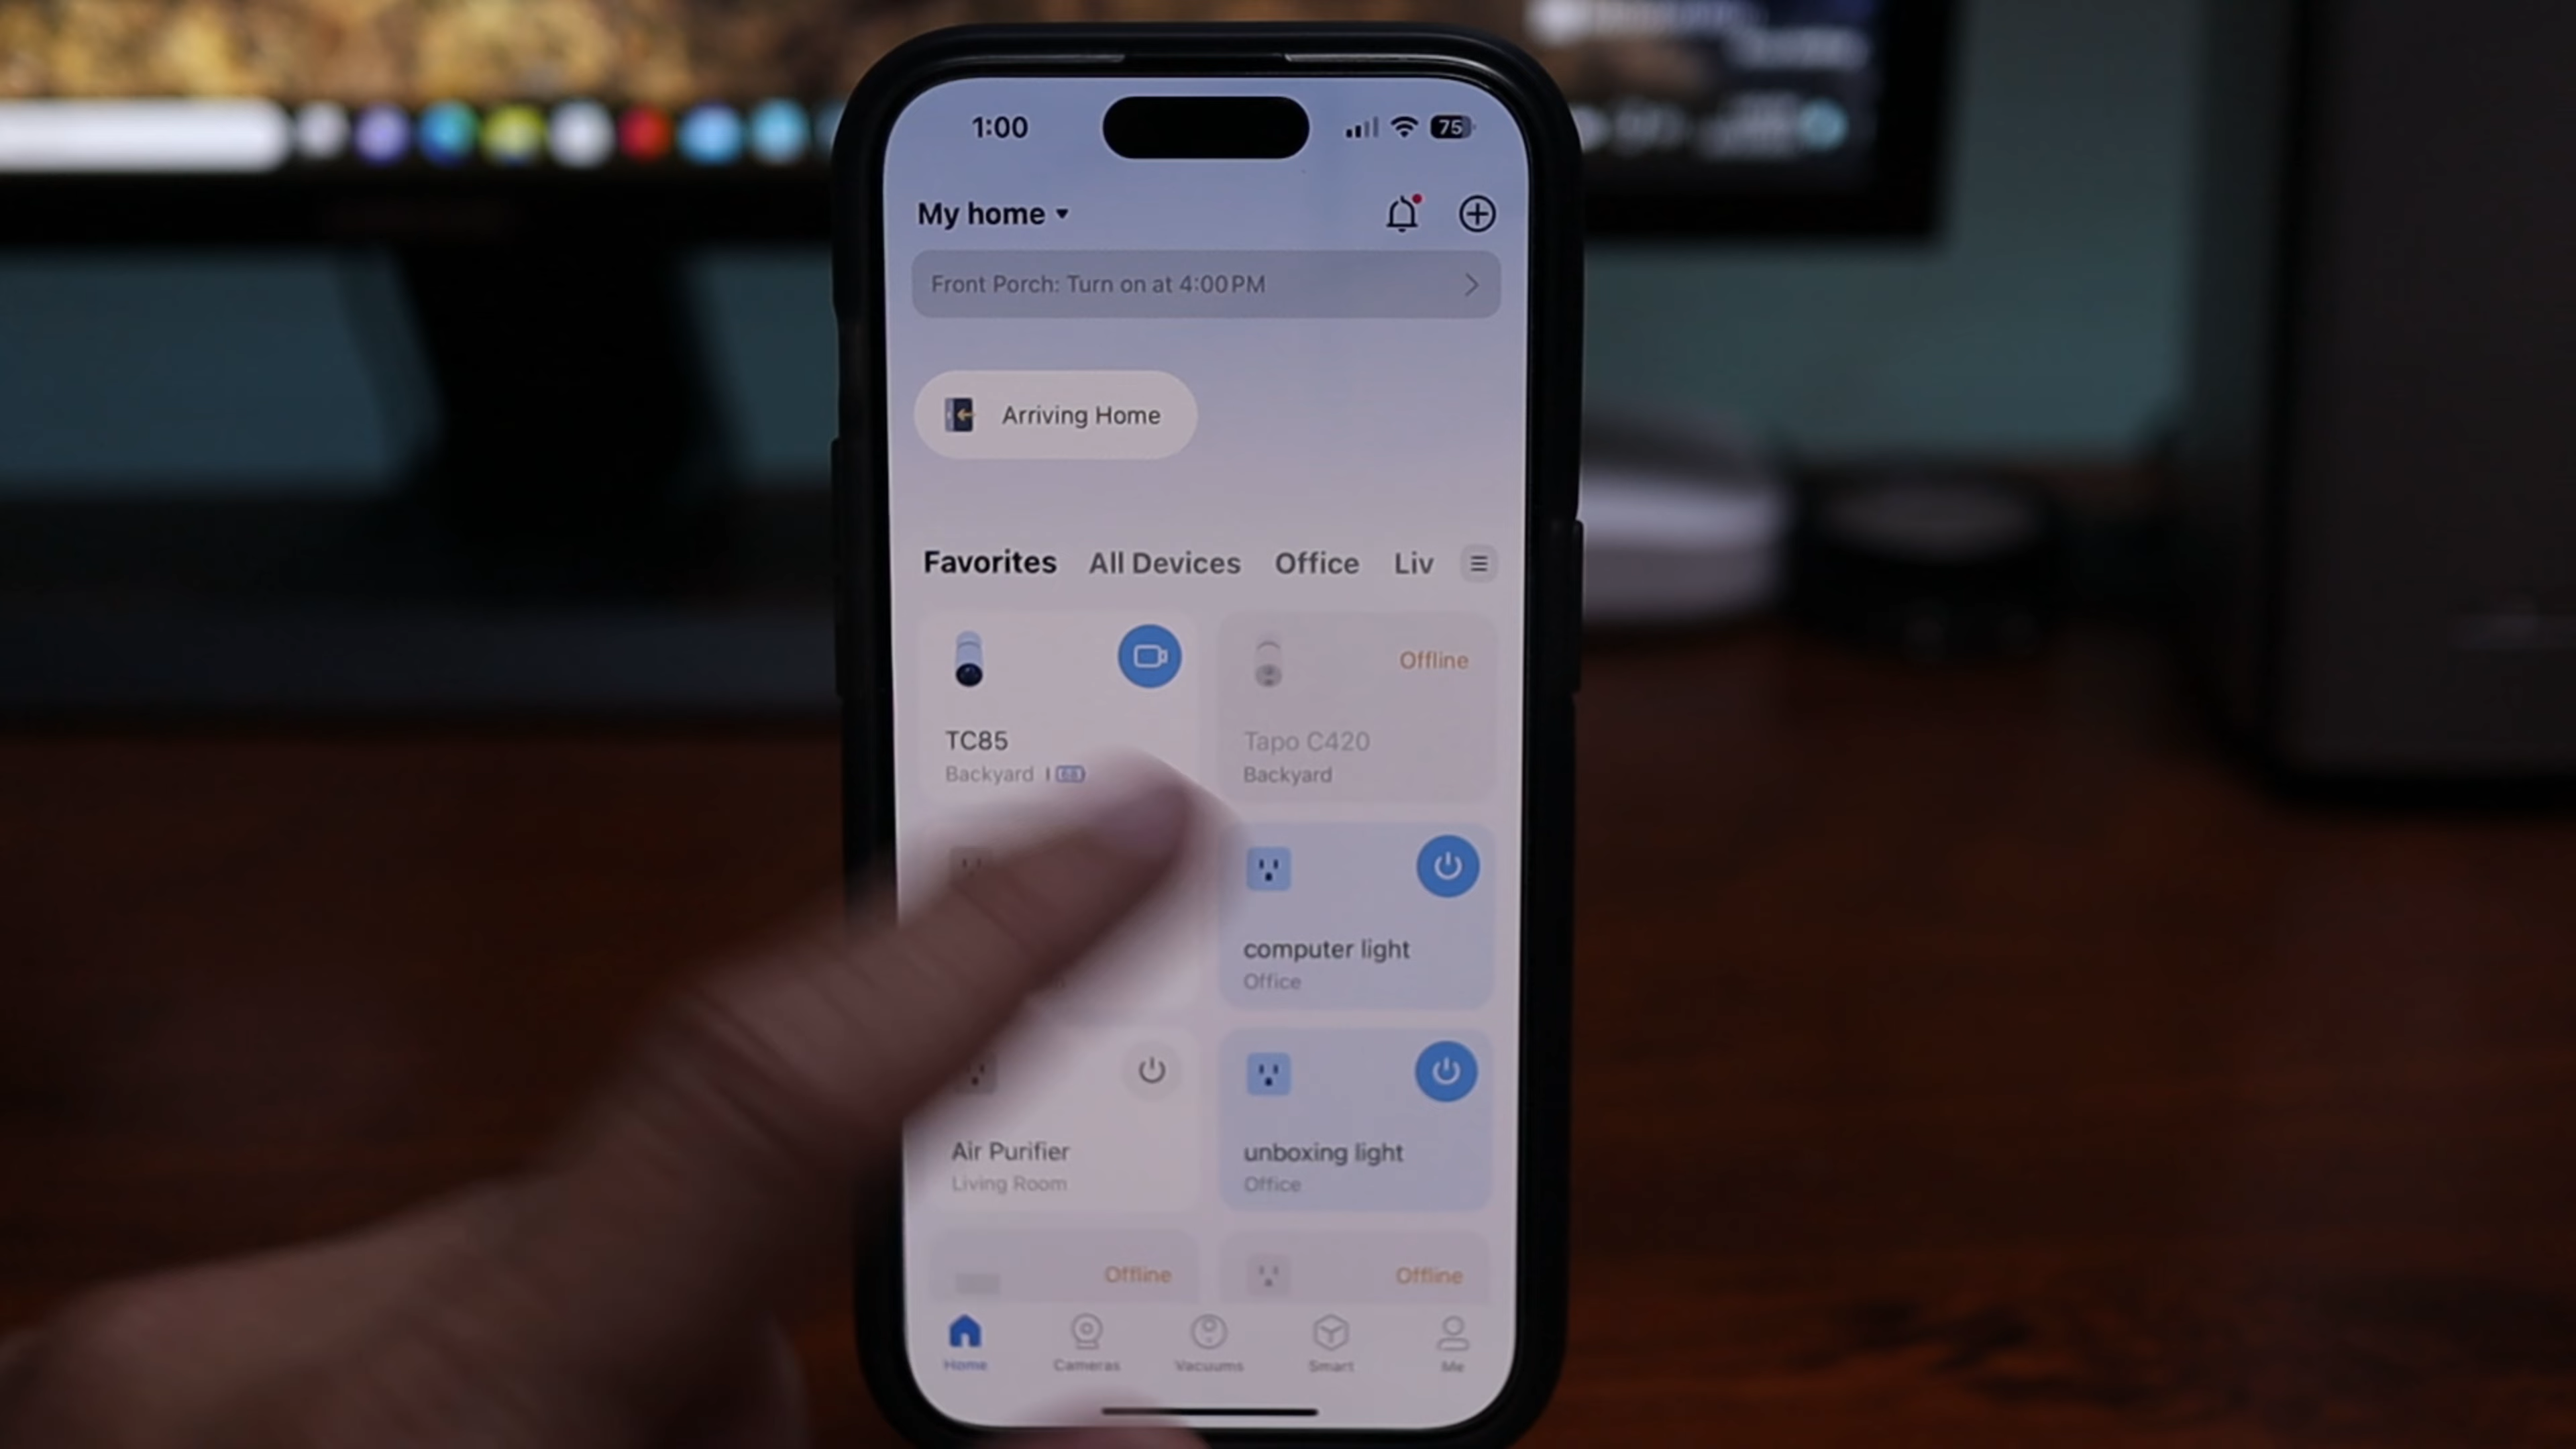 1:00
75
My home
Front Porch: Turn on at 4:00 PM
Arriving Home
Favorites All Devices Office Liv
Offline
TC85
Backyard
Tapo C420
Backyard
computer light
Office
Air Purifier
Living Room
unboxing light
Office
Offline
Offline
Home Cameras Vacuums Smart Me